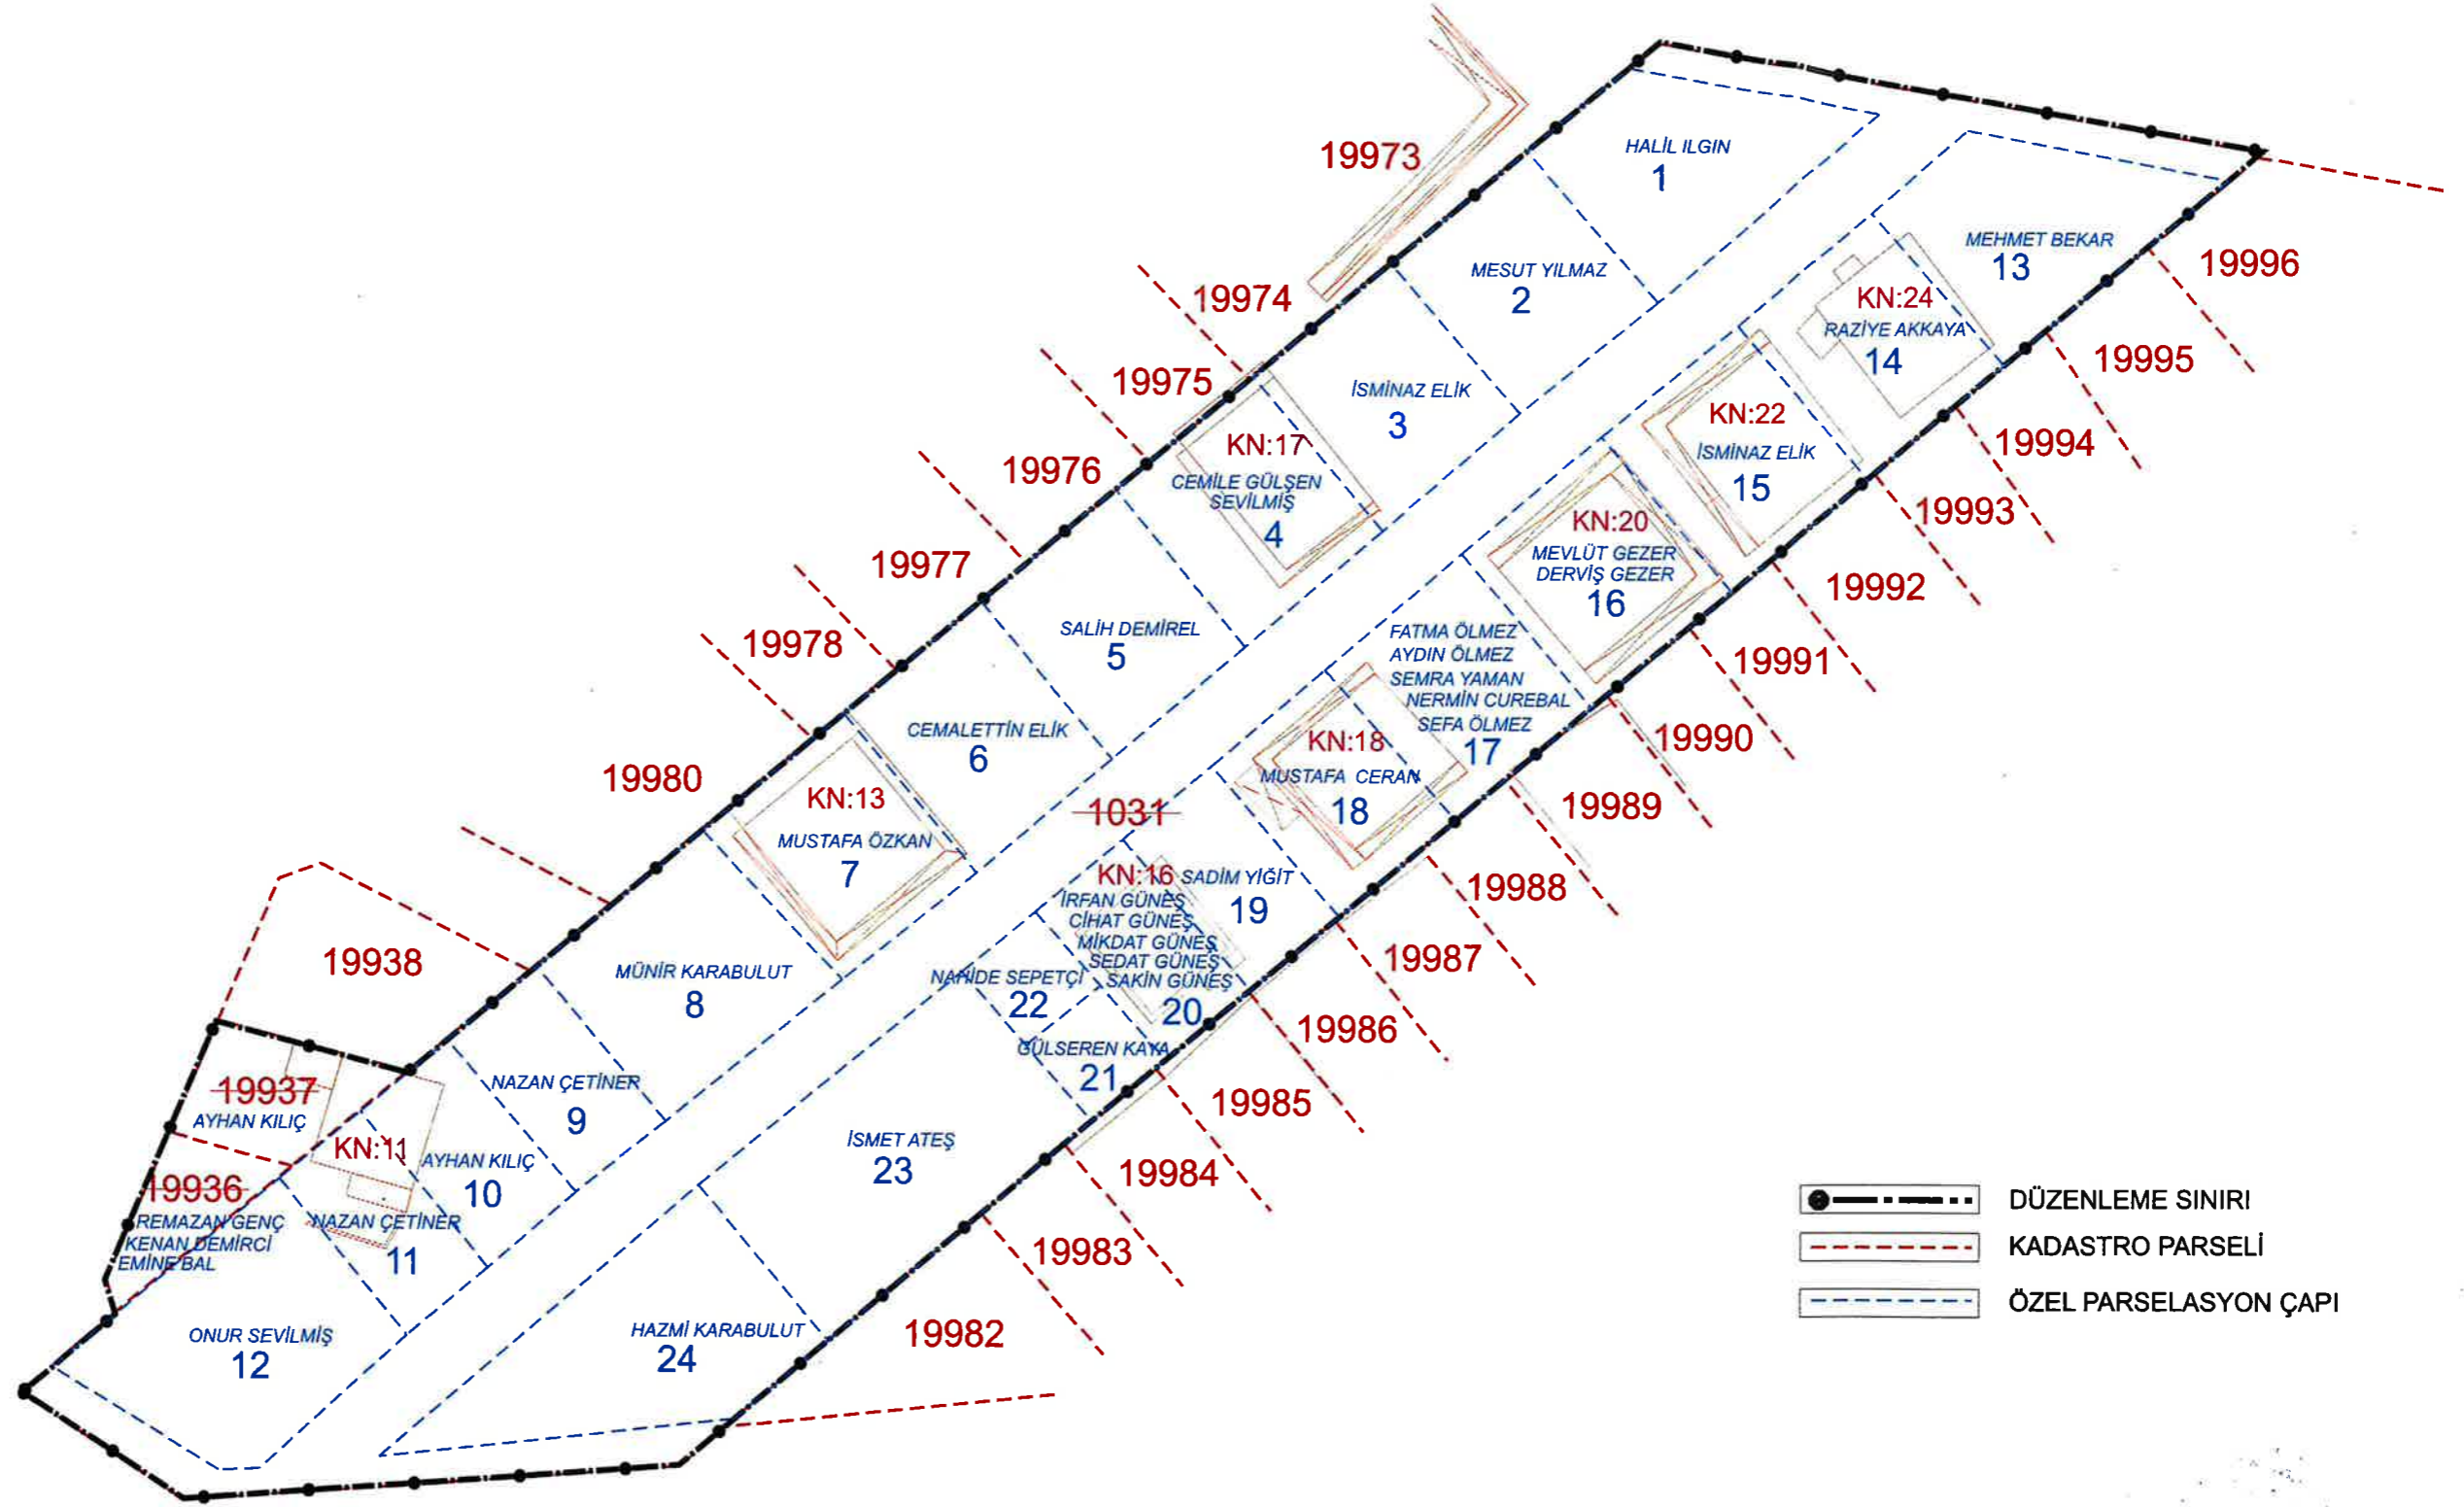 19973
HALİL ILGIN
1
MESUT YILMAZ
2
MEHMET BEKAR
13
19996
19974
KN:24
RAZİYE AKKAYA
14
19995
19975
İSMİNAZ ELİK
3
KN:22
İSMİNAZ ELİK
15
19994
19976
KN:17
CEMİLE GÜLŞEN
SEVİLMİŞ
4
KN:20
MEVLÜT GEZER
DERVİŞ GEZER
16
19993
19977
19992
SALİH DEMİREL
5
FATMA ÖLMEZ
AYDIN ÖLMEZ
SEMRA YAMAN
NERMİN CUREBAL
SEFA ÖLMEZ
17
19991
19978
CEMALETTİN ELİK
6
KN:18
MUSTAFA CERAN
18
19990
19980
KN:13
MUSTAFA ÖZKAN
7
1031
19989
KN:16
SADİM YİĞİT
19
İRFAN GÜNEŞ
CİHAT GÜNEŞ
MİKDAT GÜNEŞ
SEDAT GÜNEŞ
SAKİN GÜNEŞ
20
19988
19938
MÜNİR KARABULUT
8
NAHİDE SEPETÇİ
22
19987
19986
GÜLSEREN KAYA
21
19937
AYHAN KILIÇ
NAZAN ÇETİNER
9
19985
KN:11
AYHAN KILIÇ
10
İSMET ATEŞ
23
19984
19936
REMAZAN GENÇ
KENAN DEMİRCİ
EMİNE BAL
NAZAN ÇETİNER
11
19983
ONUR SEVİLMİŞ
12
HAZMİ KARABULUT
24
19982
DÜZENLEME SINIRI
KADASTRO PARSELİ
ÖZEL PARSELASYON ÇAPI